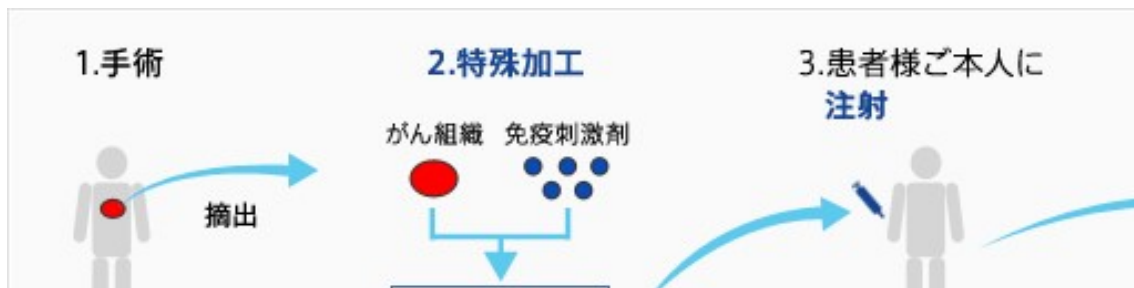 1.手術
2.特殊加工
3.患者様ご本人に
注射
がん組織 免疫刺激剤
摘出